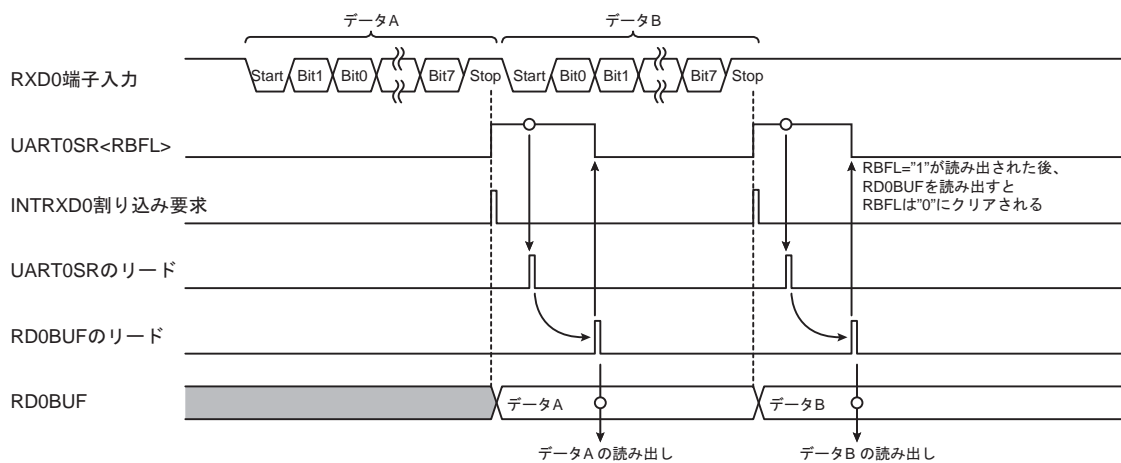 データA データB
RXD0端子入力 Start Bit1 Bit0 Bit7 Stop Start Bit0 Bit1 Bit7 Stop
UART0SR<RBFL>
RBFL="1"が読み出された後、
RD0BUFを読み出すと
RBFLは"0"にクリアされる
INTRXD0割り込み要求
UART0SRのリード
RD0BUFのリード
RD0BUF データA データB
データA の読み出し データB の読み出し